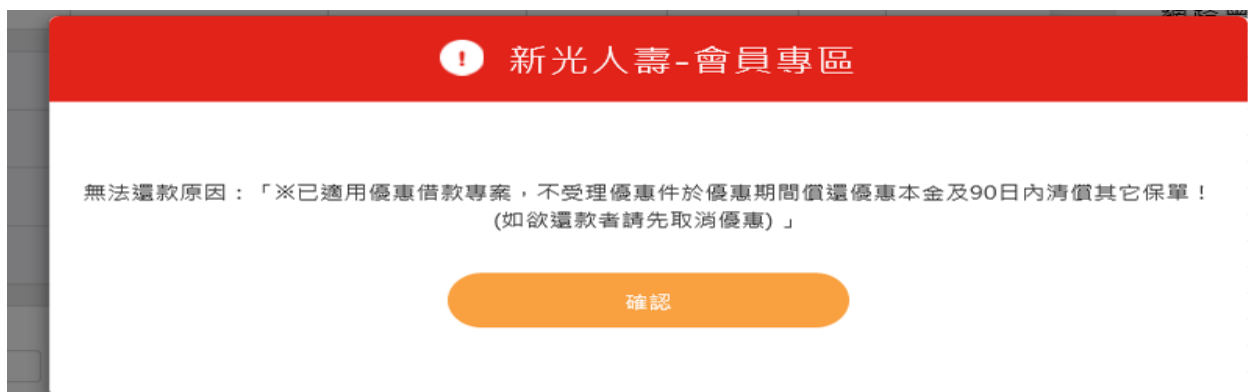 新光人壽-會員專區
無法還款原因：「※已適用優惠借款專案，不受理優惠件於優惠期間償還優惠本金及90日內清償其它保單！
(如欲還款者請先取消優惠)」
確認